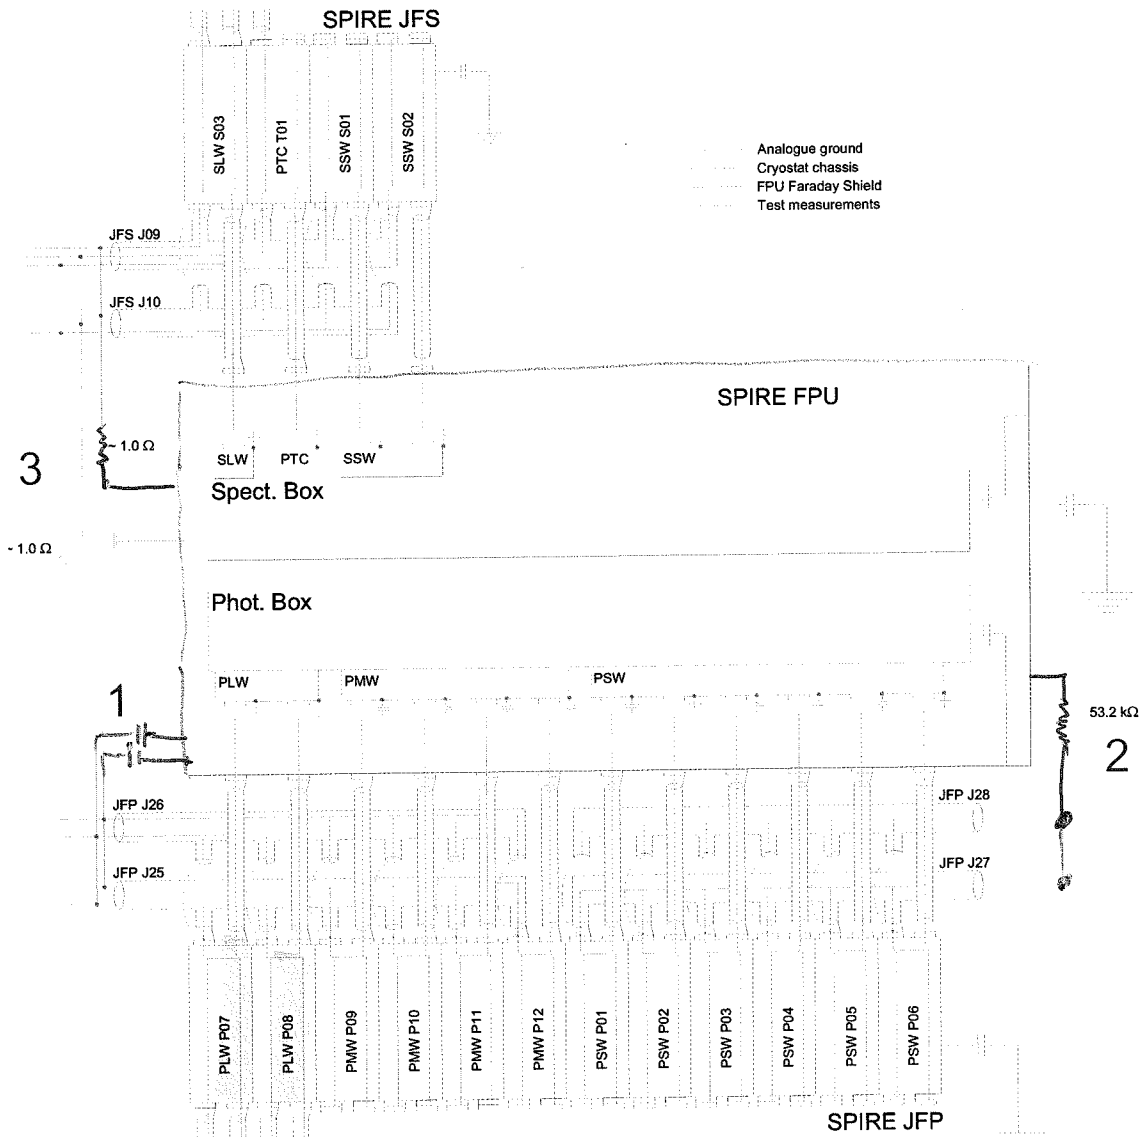 SPIRE JFS
SLW S03
PTC T01
SSW S01
SSW S02
Analogue ground
Cryostat chassis
FPU Faraday Shield
Test measurements
JFS J09
JFS J10
SPIRE FPU
3
~ 1.0 Ω
SLW
PTC
SSW
Spect. Box
~ 1.0 Ω
Phot. Box
PLW
PMW
PSW
1
53.2 kΩ
2
JFP J26
JFP J28
JFP J25
JFP J27
PLW P07
PLW P08
PMW P09
PMW P10
PMW P11
PMW P12
PSW P01
PSW P02
PSW P03
PSW P04
PSW P05
PSW P06
SPIRE JFP